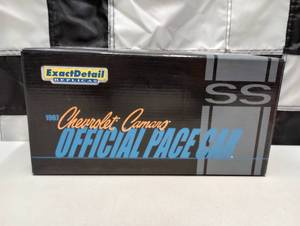 ExactDetail
REPLICAS
SS
1967 Chevrolet Camaro
OFFICIAL PACE CAR